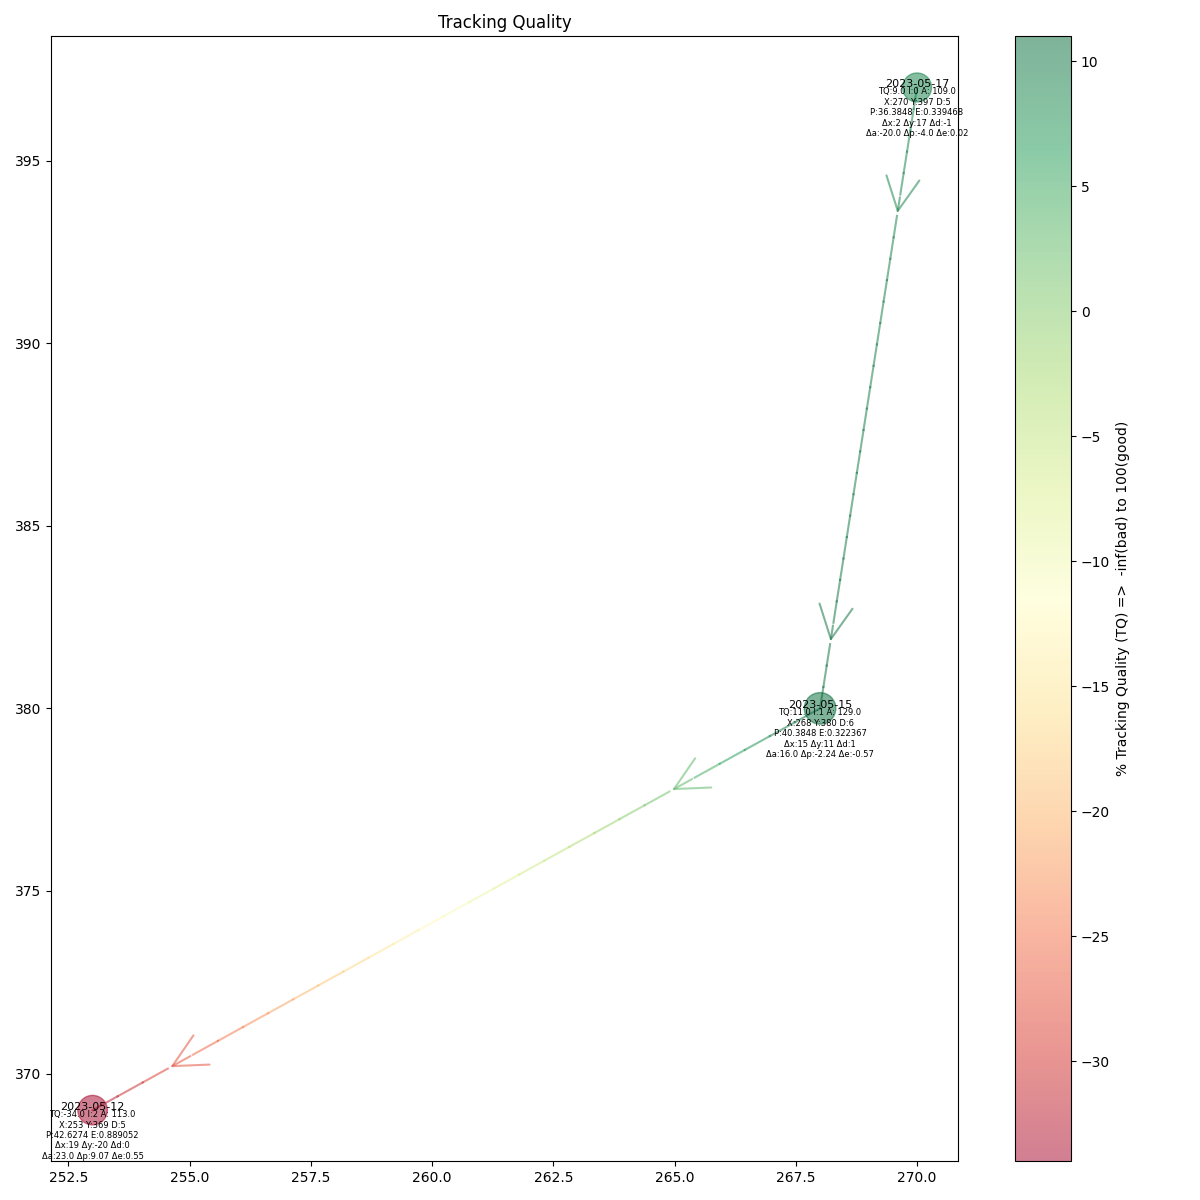 Tracking Quality
2023-05-17
TQ:9.0 I:0 A: 109.0
X:270 Y:397 D:5
P:36.3848 E:0.339468
Δx:2 Δy:17 Δd:-1
Δa:-20.0 Δp:-4.0 Δe:0.02
2023-05-15
TQ:11.0 I:1 A: 129.0
X:268 Y:380 D:6
P:40.3848 E:0.322367
Δx:15 Δy:11 Δd:1
Δa:16.0 Δp:-2.24 Δe:-0.57
2023-05-12
TQ:-34.0 I:2 A: 113.0
X:253 Y:369 D:5
P:42.6274 E:0.889052
Δx:19 Δy:-20 Δd:0
Δa:23.0 Δp:9.07 Δe:0.55
395
390
385
380
375
370
252.5 255.0 257.5 260.0 262.5 265.0 267.5 270.0
10
5
0
−5
−10
−15
−20
−25
−30
% Tracking Quality (TQ) => -inf(bad) to 100(good)